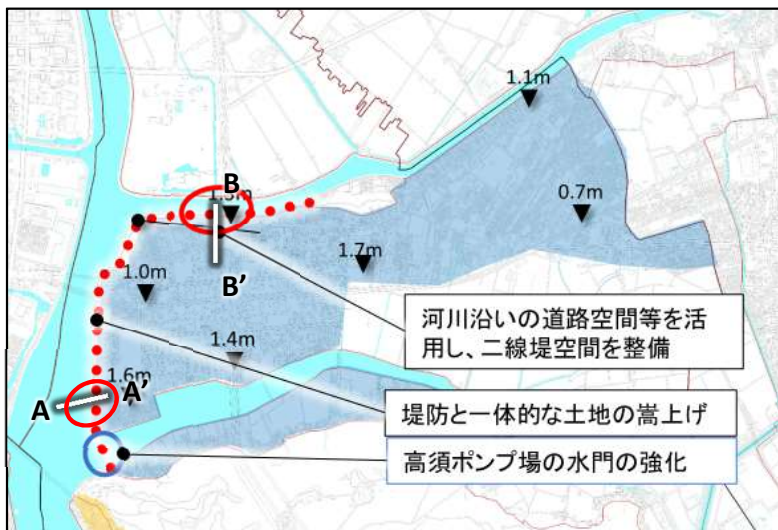 1.1m
B
0.7m
B'
1.7m
1.0m
河川沿いの道路空間等を活
用し、二線堤空間を整備
1.4m
1.6m
A
A'
堤防と一体的な土地の嵩上げ
高須ポンプ場の水門の強化